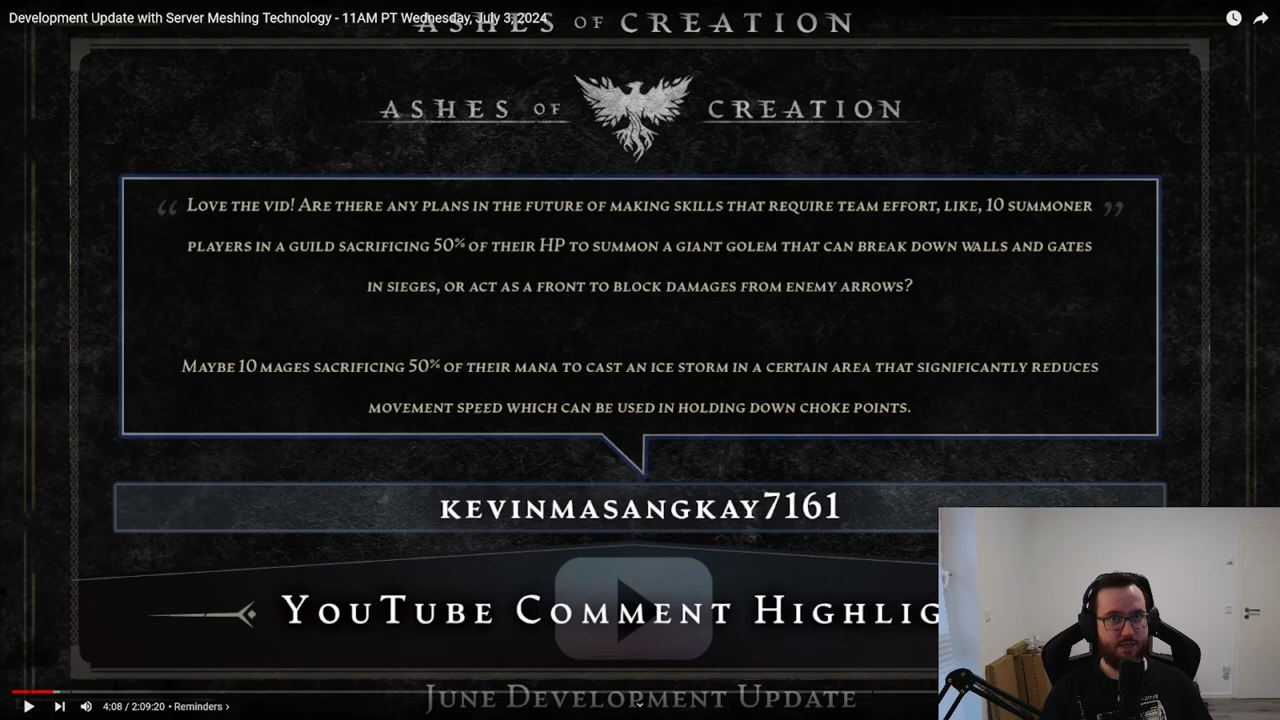 Development Update with Server Meshing Technology - 11AM PT Wednesday, July 3, 2024
ASHES OF CREATION
ASHES OF CREATION
“ Love the vid! Are there any plans in the future of making skills that require team effort, like, 10 summoner ”
players in a guild sacrificing 50% of their HP to summon a giant golem that can break down walls and gates
in sieges, or act as a front to block damages from enemy arrows?
Maybe 10 mages sacrificing 50% of their mana to cast an ice storm in a certain area that significantly reduces
movement speed which can be used in holding down choke points.
kevinmasangkay7161
YouTube Comment Highlig
June Development Update
4:08 / 2:09:20 • Reminders ›